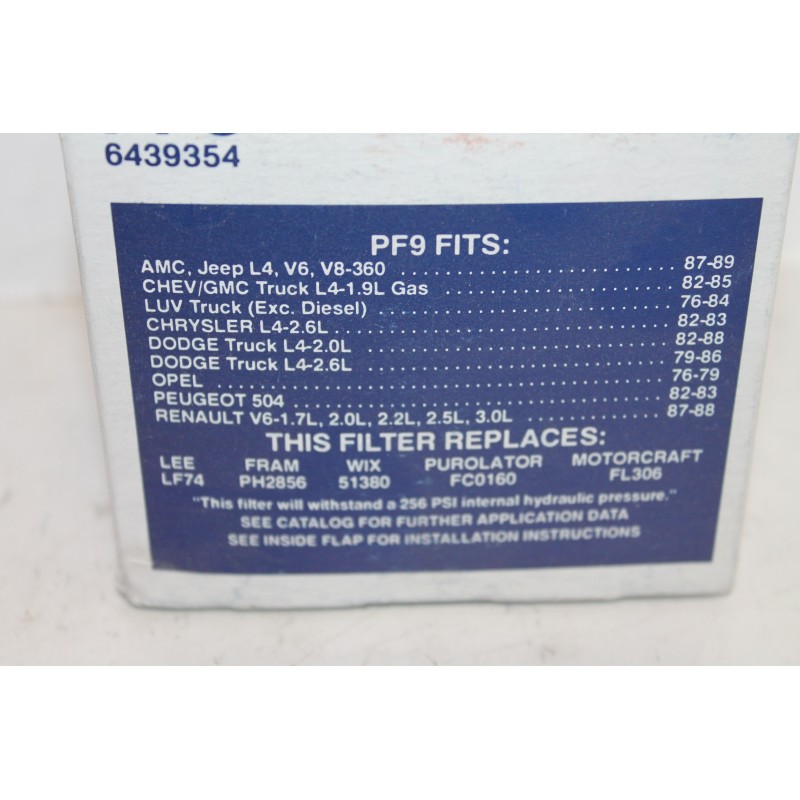 6439354
PF9 FITS:
AMC, Jeep L4, V6, V8-360 .......... 87-89
CHEV/GMC Truck L4-1.9L Gas .......... 82-85
LUV Truck (Exc. Diesel) .......... 76-84
CHRYSLER L4-2.6L .......... 82-83
DODGE Truck L4-2.0L .......... 82-88
DODGE Truck L4-2.6L .......... 79-86
OPEL .......... 76-79
PEUGEOT 504 .......... 82-83
RENAULT V6-1.7L, 2.0L, 2.2L, 2.5L, 3.0L .......... 87-88
THIS FILTER REPLACES:
LEE FRAM WIX PUROLATOR MOTORCRAFT
LF74 PH2856 51380 FC0160 FL306
"This filter will withstand a 256 PSI internal hydraulic pressure."
SEE CATALOG FOR FURTHER APPLICATION DATA
SEE INSIDE FLAP FOR INSTALLATION INSTRUCTIONS